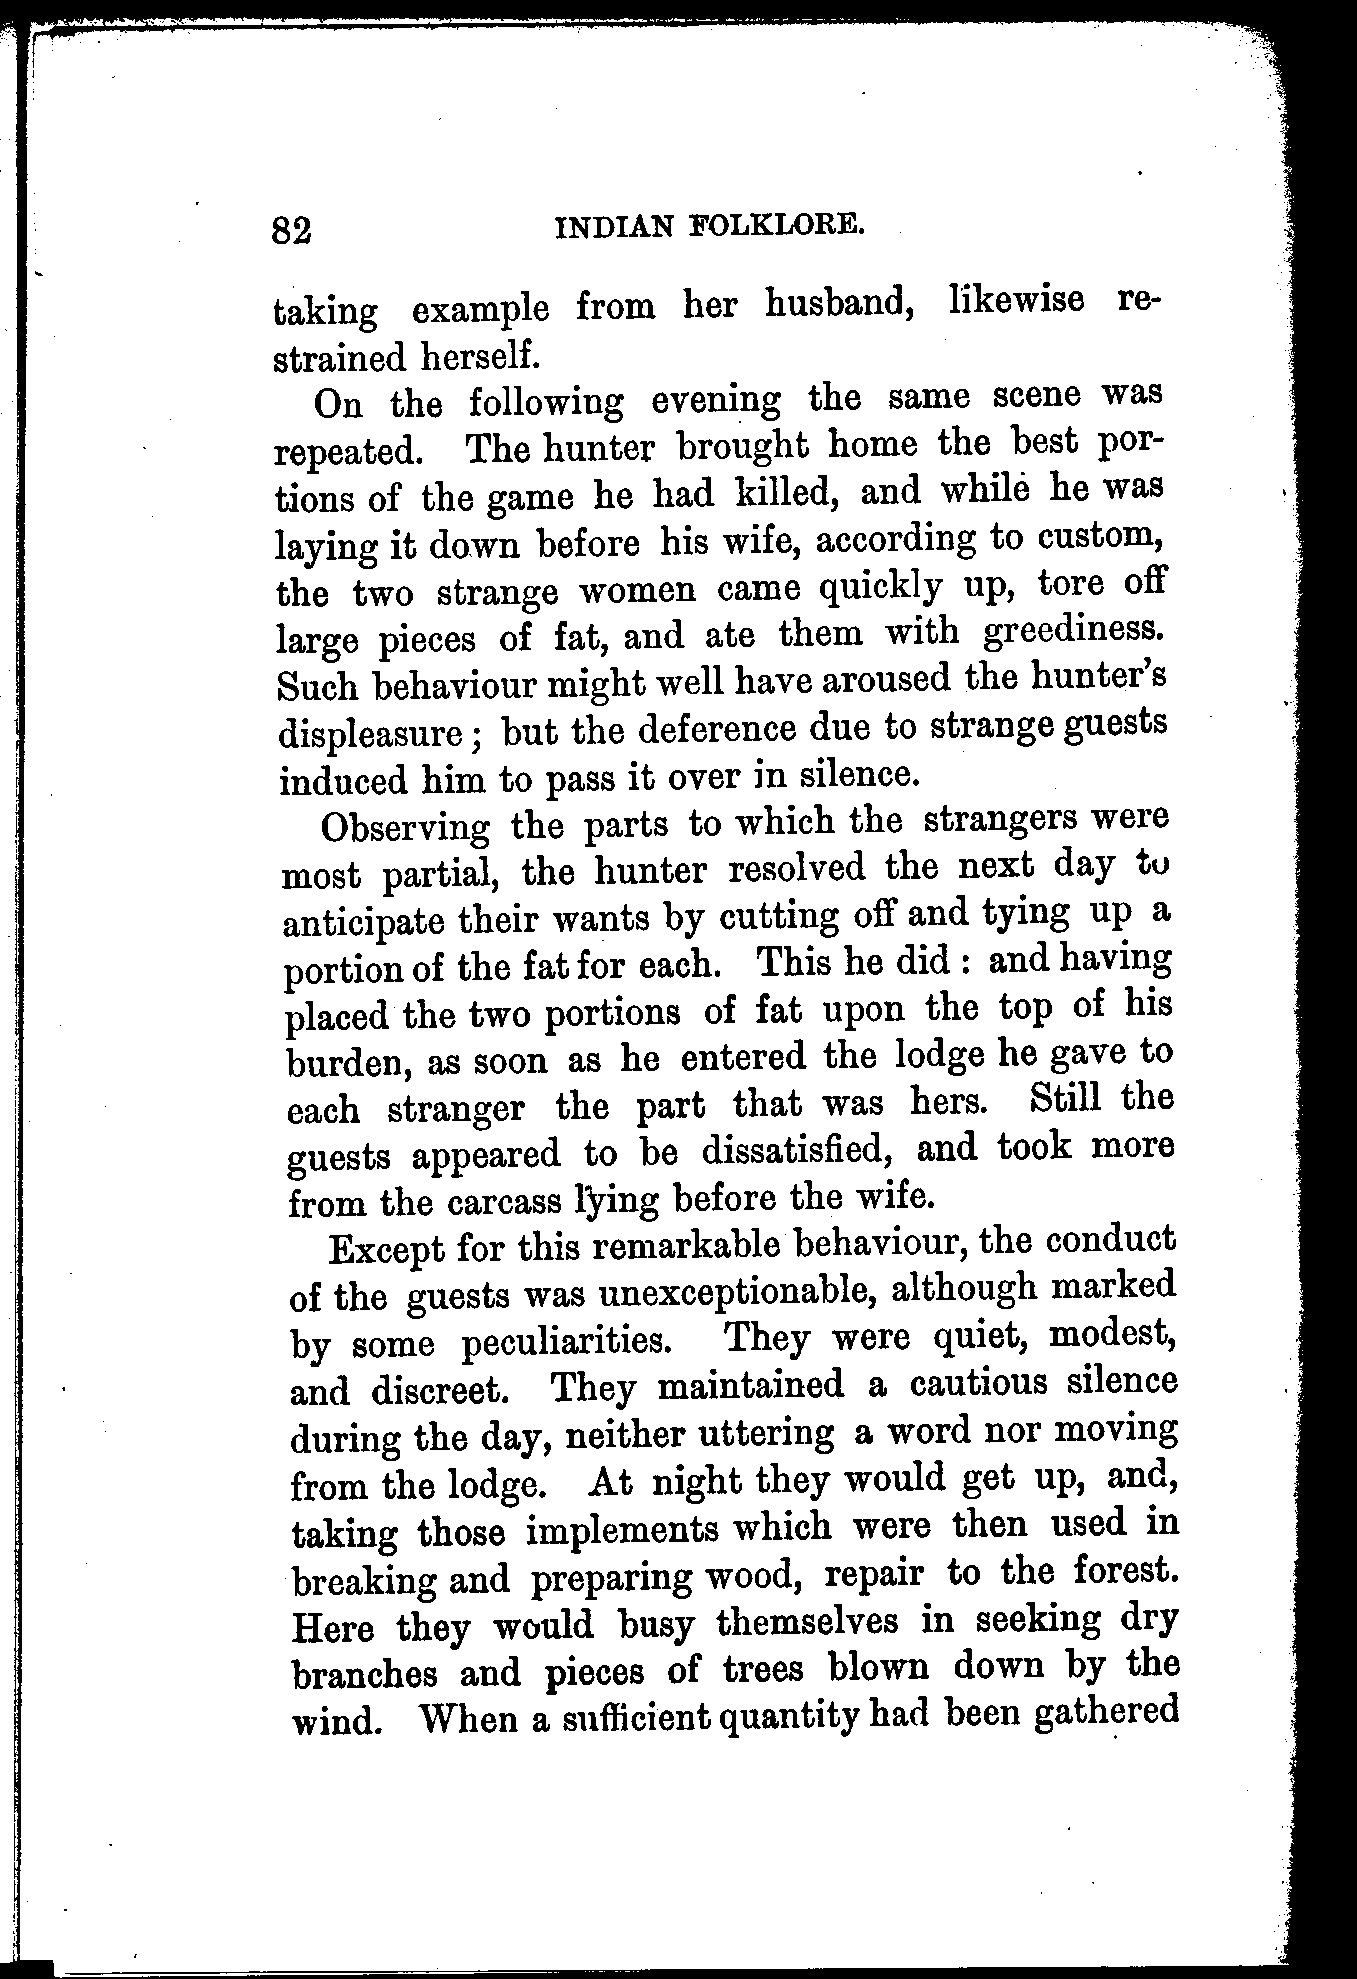 82 INDIAN FOLKLORE.
taking example from her husband, likewise re-
strained herself.
On the following evening the same scene was
repeated. The hunter brought home the best por-
tions of the game he had killed, and while he was
laying it down before his wife, according to custom,
the two strange women came quickly up, tore off
large pieces of fat, and ate them with greediness.
Such behaviour might well have aroused the hunter's
displeasure; but the deference due to strange guests
induced him to pass it over in silence.
Observing the parts to which the strangers were
most partial, the hunter resolved the next day to
anticipate their wants by cutting off and tying up a
portion of the fat for each. This he did: and having
placed the two portions of fat upon the top of his
burden, as soon as he entered the lodge he gave to
each stranger the part that was hers. Still the
guests appeared to be dissatisfied, and took more
from the carcass lying before the wife.
Except for this remarkable behaviour, the conduct
of the guests was unexceptionable, although marked
by some peculiarities. They were quiet, modest,
and discreet. They maintained a cautious silence
during the day, neither uttering a word nor moving
from the lodge. At night they would get up, and,
taking those implements which were then used in
breaking and preparing wood, repair to the forest.
Here they would busy themselves in seeking dry
branches and pieces of trees blown down by the
wind. When a sufficient quantity had been gathered